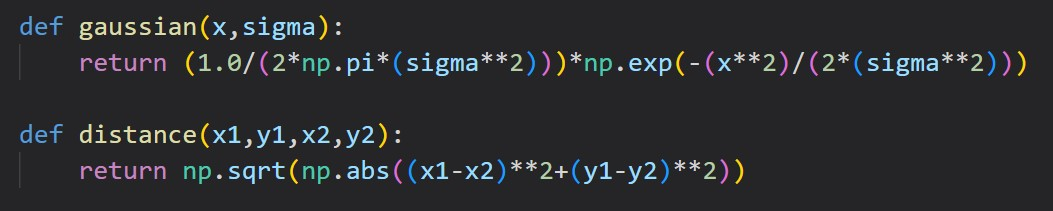 def gaussian(x,sigma):
    return (1.0/(2*np.pi*(sigma**2)))*np.exp(-(x**2)/(2*(sigma**2)))
def distance(x1,y1,x2,y2):
    return np.sqrt(np.abs((x1-x2)**2+(y1-y2)**2))